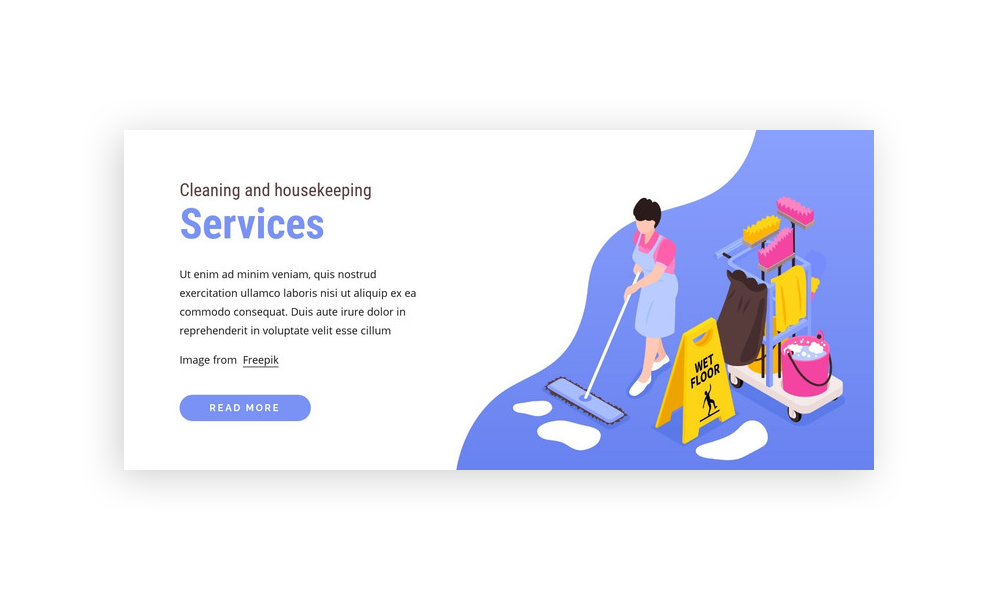 Cleaning and housekeeping
Services
Ut enim ad minim veniam, quis nostrud
exercitation ullamco laboris nisi ut aliquip ex ea
commodo consequat. Duis aute irure dolor in
reprehenderit in voluptate velit esse cillum
Image from Freepik
READ MORE
WET
FLOOR